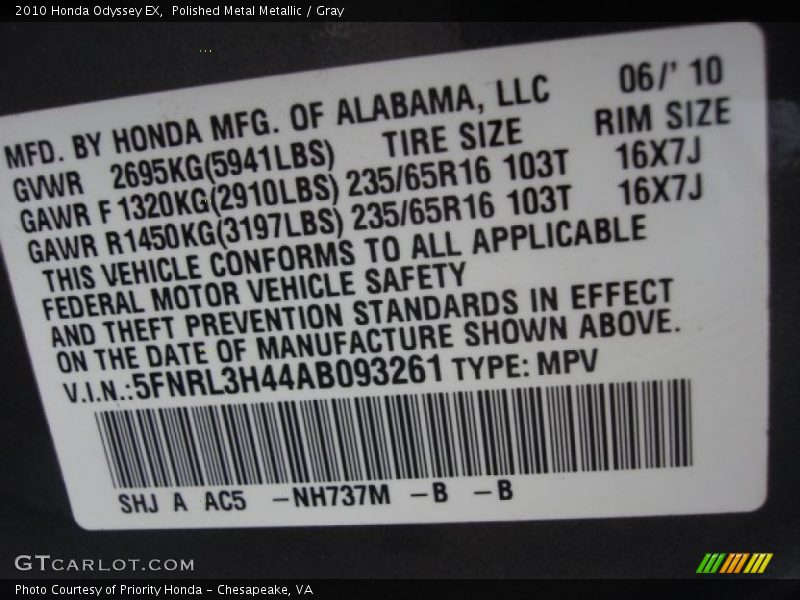 2010 Honda Odyssey EX, Polished Metal Metallic / Gray
MFD. BY HONDA MFG. OF ALABAMA, LLC 06/' 10
GVWR 2695KG(5941LBS) TIRE SIZE RIM SIZE
GAWR F 1320KG(2910LBS) 235/65R16 103T 16X7J
GAWR R1450KG(3197LBS) 235/65R16 103T 16X7J
THIS VEHICLE CONFORMS TO ALL APPLICABLE
FEDERAL MOTOR VEHICLE SAFETY
AND THEFT PREVENTION STANDARDS IN EFFECT
ON THE DATE OF MANUFACTURE SHOWN ABOVE.
V.I.N.:5FNRL3H44AB093261 TYPE: MPV
SHJ A AC5 -NH737M -B -B
GTCARLOT.COM
Photo Courtesy of Priority Honda - Chesapeake, VA